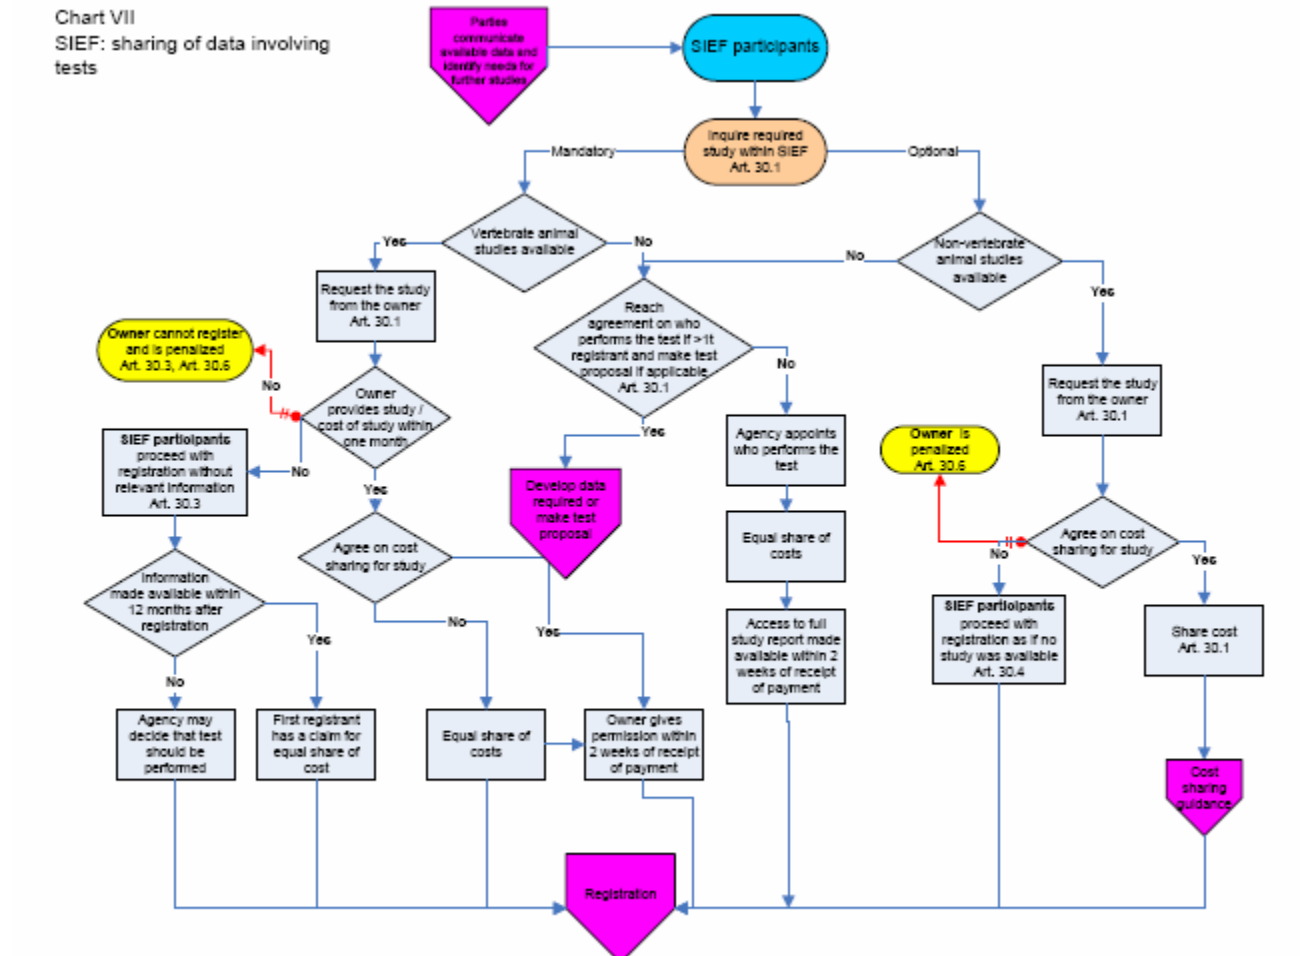 Chart VII
SIEF: sharing of data involving
tests
Parties
communicate
available data and
identify needs for
further studies
SIEF participants
Inquire required
study within SIEF
Art. 30.1
Mandatory
Optional
Vertebrate animal
studies available
Yes
No
Non-vertebrate
animal studies
available
No
Yes
Request the study
from the owner
Art. 30.1
Reach
agreement on who
performs the test if >1t
registrant and make test
proposal if applicable
Art. 30.1
Owner cannot register
and is penalized
Art. 30.3, Art. 30.6
No
Owner
provides study /
cost of study within
one month
No
Yes
No
Yes
Request the study
from the owner
Art. 30.1
SIEF participants
proceed with
registration without
relevant information
Art. 30.3
Agency appoints
who performs the
test
Owner is
penalized
Art. 30.6
Develop data
required or
make test
proposal
Agree on cost
sharing for study
Equal share of
costs
Agree on cost
sharing for study
No
Yes
Information
made available within
12 months after
registration
Yes
No
No
Yes
Access to full
study report made
available within 2
weeks of receipt
of payment
SIEF participants
proceed with
registration as if no
study was available
Art. 30.4
Share cost
Art. 30.1
Agency may
decide that test
should be
performed
First registrant
has a claim for
equal share of
cost
Equal share of
costs
Owner gives
permission within
2 weeks of receipt
of payment
Cost
sharing
guidance
Registration